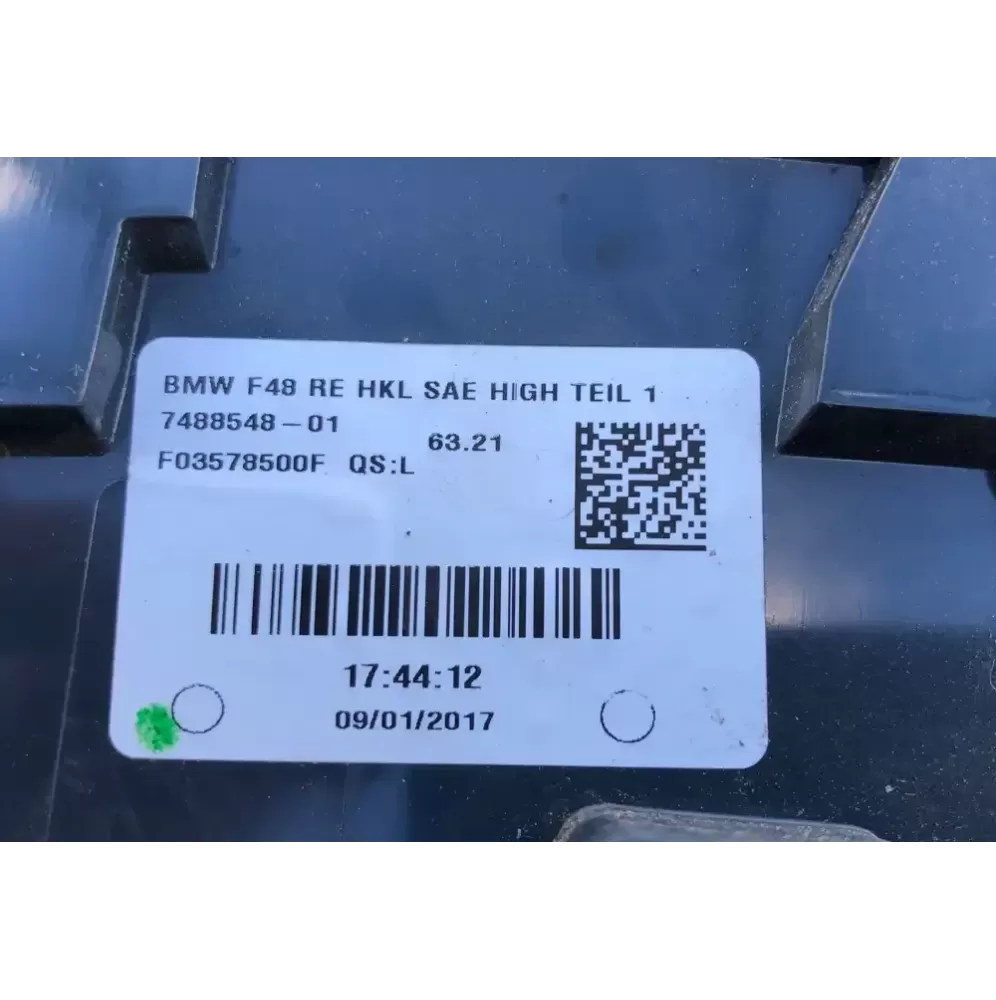 BMW F48 RE HKL SAE HIGH TEIL 1
7488548-01
63.21
F03578500F QS:L
17:44:12
09/01/2017